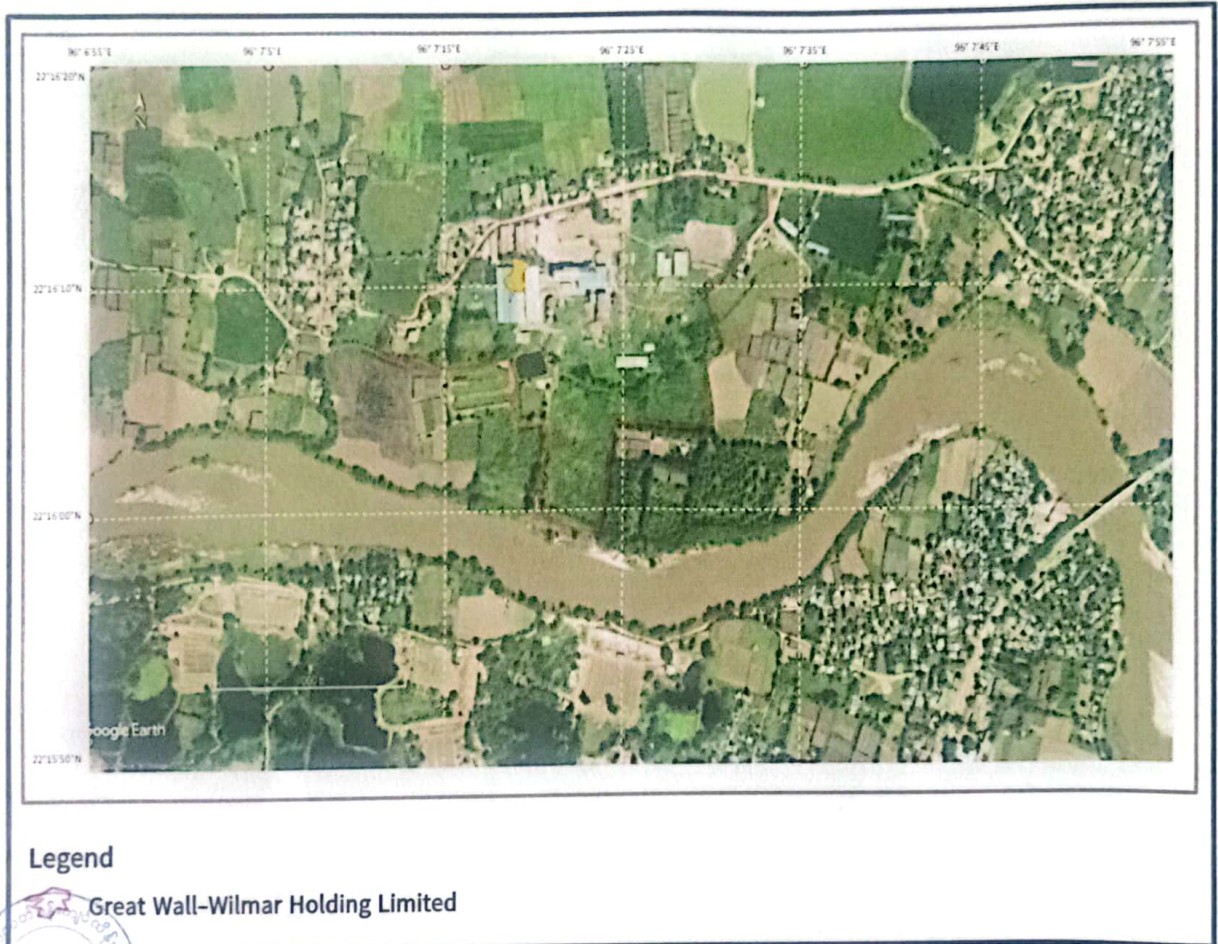 96° 6'55"E 96° 7'5"E 96° 7'15"E 96° 7'25"E 96° 7'35"E 96° 7'45"E 96° 7'55"E
22°16'20"N
N
22°16'10"N
22°16'00"N
Google Earth
22°15'50"N
Legend
Great Wall-Wilmar Holding Limited